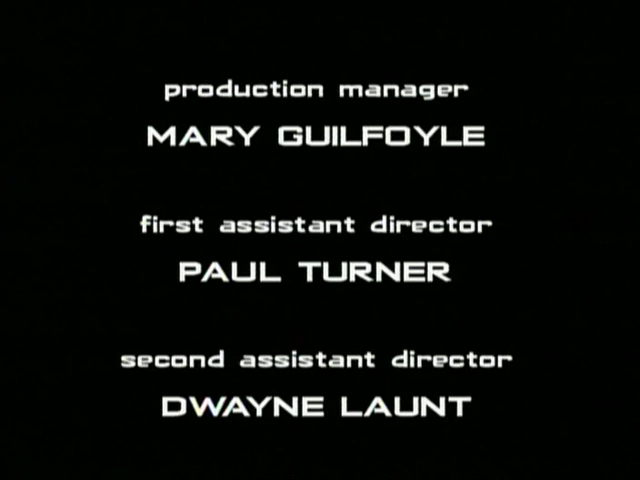 production manager
MARY GUILFOYLE
first assistant director
PAUL TURNER
second assistant director
DWAYNE LAUNT